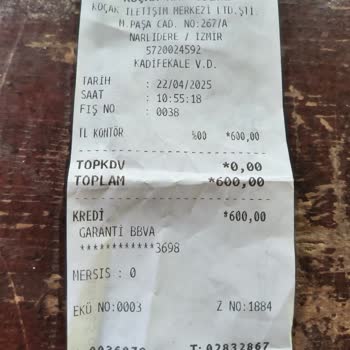 KOÇAK İLETİŞİM MERKEZİ LTD.ŞTİ.
M.PAŞA CAD. NO:267/A
NARLIDERE / İZMİR
5720024592
KADİFEKALE V.D.
TARİH : 22/04/2025
SAAT : 10:55:18
FİŞ NO : 0038
TL KONTÖR %00 *600,00
TOPKDV *0,00
TOPLAM *600,00
KREDİ *600,00
GARANTI BBVA
************3698
MERSIS : 0
EKÜ NO:0003 Z NO:1884